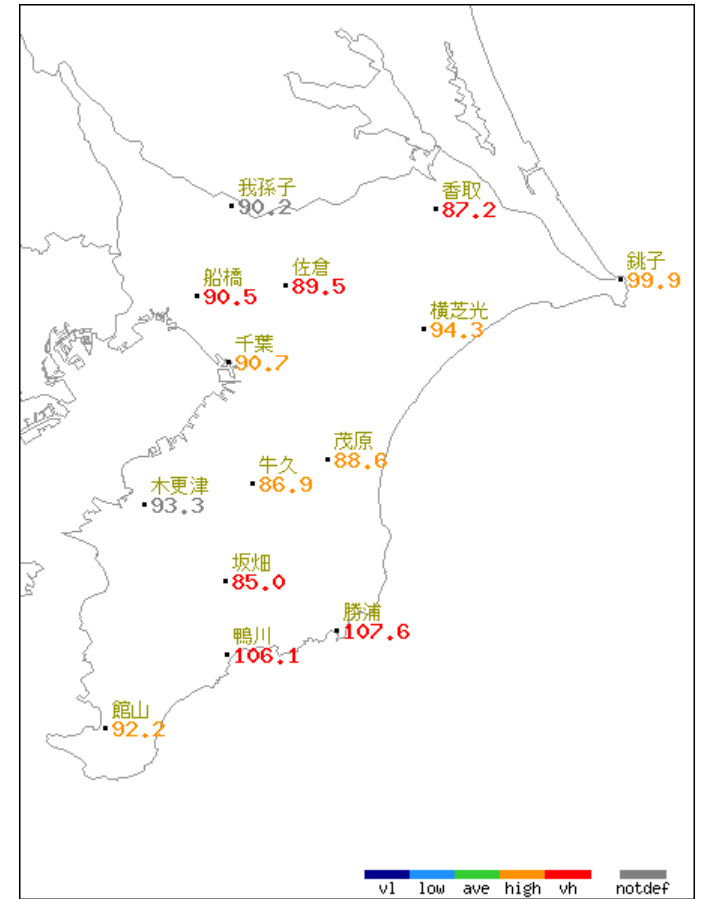 我孫子
90.2
香取
87.2
銚子
99.9
船橋
90.5
佐倉
89.5
横芝光
94.3
千葉
90.7
茂原
88.6
牛久
86.9
木更津
93.3
坂畑
85.0
勝浦
107.6
鴨川
106.1
館山
92.2
vl low ave high vh notdef